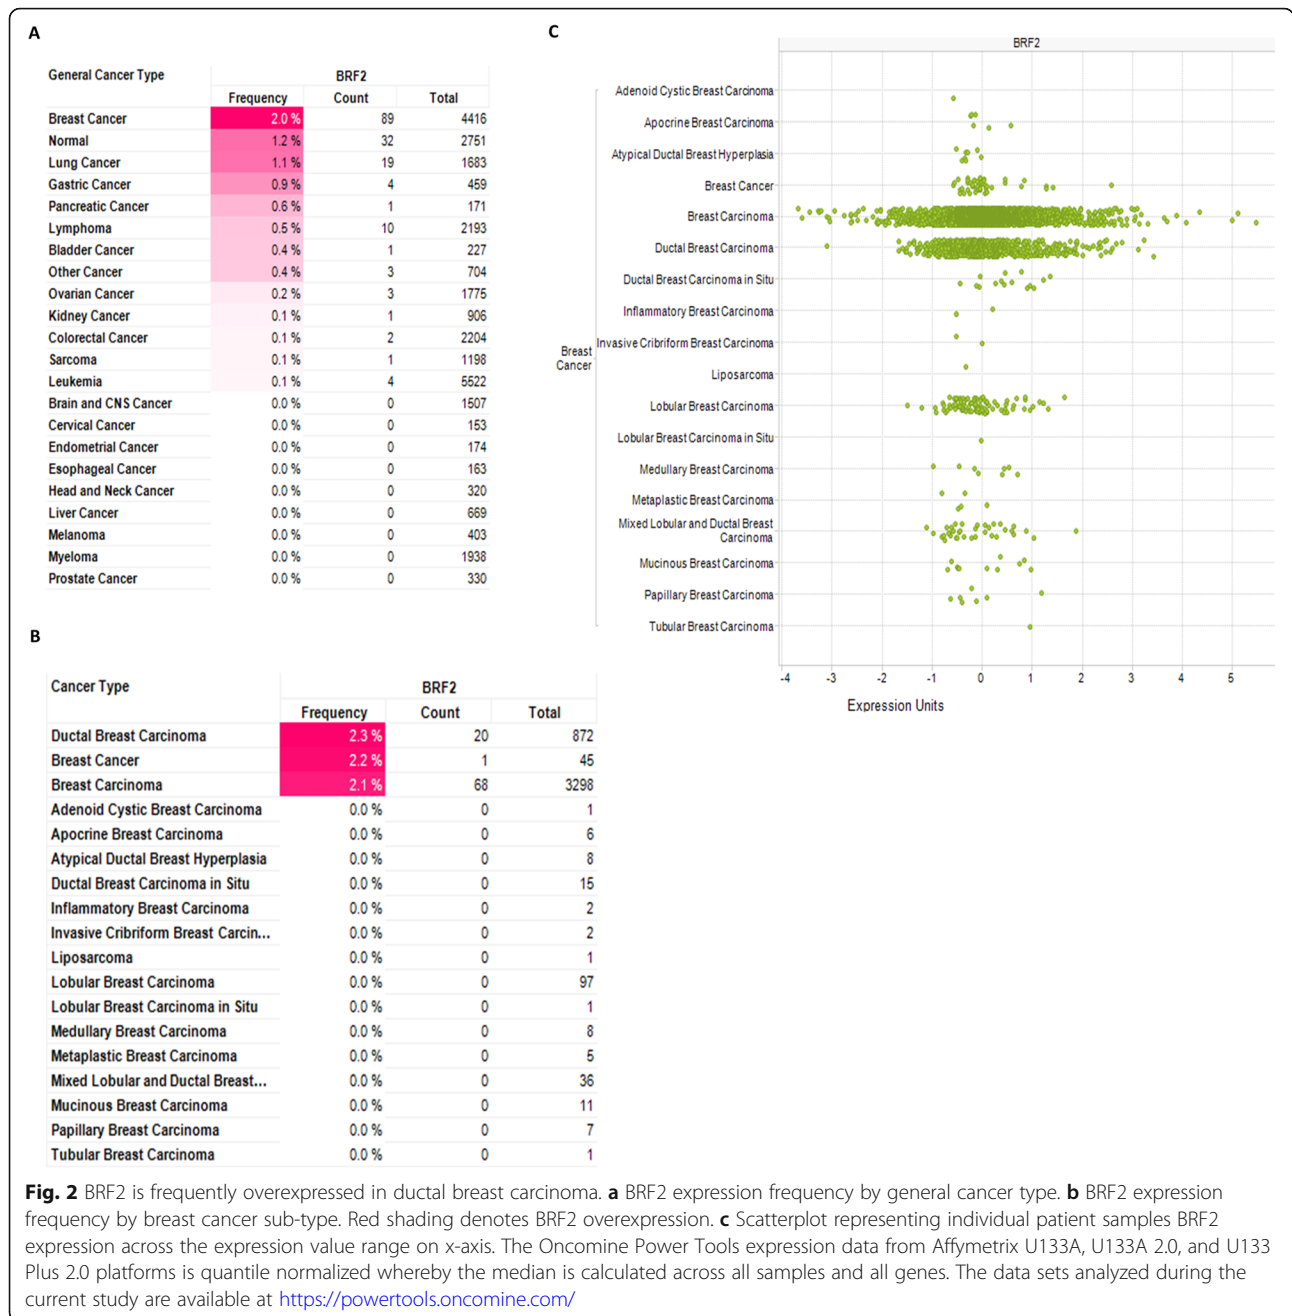 A
General Cancer Type BRF2
Frequency Count Total
Breast Cancer 2.0 % 89 4416
Normal 1.2 % 32 2751
Lung Cancer 1.1 % 19 1683
Gastric Cancer 0.9 % 4 459
Pancreatic Cancer 0.6 % 1 171
Lymphoma 0.5 % 10 2193
Bladder Cancer 0.4 % 1 227
Other Cancer 0.4 % 3 704
Ovarian Cancer 0.2 % 3 1775
Kidney Cancer 0.1 % 1 906
Colorectal Cancer 0.1 % 2 2204
Sarcoma 0.1 % 1 1198
Leukemia 0.1 % 4 5522
Brain and CNS Cancer 0.0 % 0 1507
Cervical Cancer 0.0 % 0 153
Endometrial Cancer 0.0 % 0 174
Esophageal Cancer 0.0 % 0 163
Head and Neck Cancer 0.0 % 0 320
Liver Cancer 0.0 % 0 669
Melanoma 0.0 % 0 403
Myeloma 0.0 % 0 1938
Prostate Cancer 0.0 % 0 330
B
Cancer Type BRF2
Frequency Count Total
Ductal Breast Carcinoma 2.3 % 20 872
Breast Cancer 2.2 % 1 45
Breast Carcinoma 2.1 % 68 3298
Adenoid Cystic Breast Carcinoma 0.0 % 0 1
Apocrine Breast Carcinoma 0.0 % 0 6
Atypical Ductal Breast Hyperplasia 0.0 % 0 8
Ductal Breast Carcinoma in Situ 0.0 % 0 15
Inflammatory Breast Carcinoma 0.0 % 0 2
Invasive Cribriform Breast Carcin... 0.0 % 0 2
Liposarcoma 0.0 % 0 1
Lobular Breast Carcinoma 0.0 % 0 97
Lobular Breast Carcinoma in Situ 0.0 % 0 1
Medullary Breast Carcinoma 0.0 % 0 8
Metaplastic Breast Carcinoma 0.0 % 0 5
Mixed Lobular and Ductal Breast... 0.0 % 0 36
Mucinous Breast Carcinoma 0.0 % 0 11
Papillary Breast Carcinoma 0.0 % 0 7
Tubular Breast Carcinoma 0.0 % 0 1
C
BRF2
Breast
Cancer
Adenoid Cystic Breast Carcinoma
Apocrine Breast Carcinoma
Atypical Ductal Breast Hyperplasia
Breast Cancer
Breast Carcinoma
Ductal Breast Carcinoma
Ductal Breast Carcinoma in Situ
Inflammatory Breast Carcinoma
Invasive Cribriform Breast Carcinoma
Liposarcoma
Lobular Breast Carcinoma
Lobular Breast Carcinoma in Situ
Medullary Breast Carcinoma
Metaplastic Breast Carcinoma
Mixed Lobular and Ductal Breast
Carcinoma
Mucinous Breast Carcinoma
Papillary Breast Carcinoma
Tubular Breast Carcinoma
-4 -3 -2 -1 0 1 2 3 4 5
Expression Units
Fig. 2 BRF2 is frequently overexpressed in ductal breast carcinoma. a BRF2 expression frequency by general cancer type. b BRF2 expression
frequency by breast cancer sub-type. Red shading denotes BRF2 overexpression. c Scatterplot representing individual patient samples BRF2
expression across the expression value range on x-axis. The Oncomine Power Tools expression data from Affymetrix U133A, U133A 2.0, and U133
Plus 2.0 platforms is quantile normalized whereby the median is calculated across all samples and all genes. The data sets analyzed during the
current study are available at https://powertools.oncomine.com/